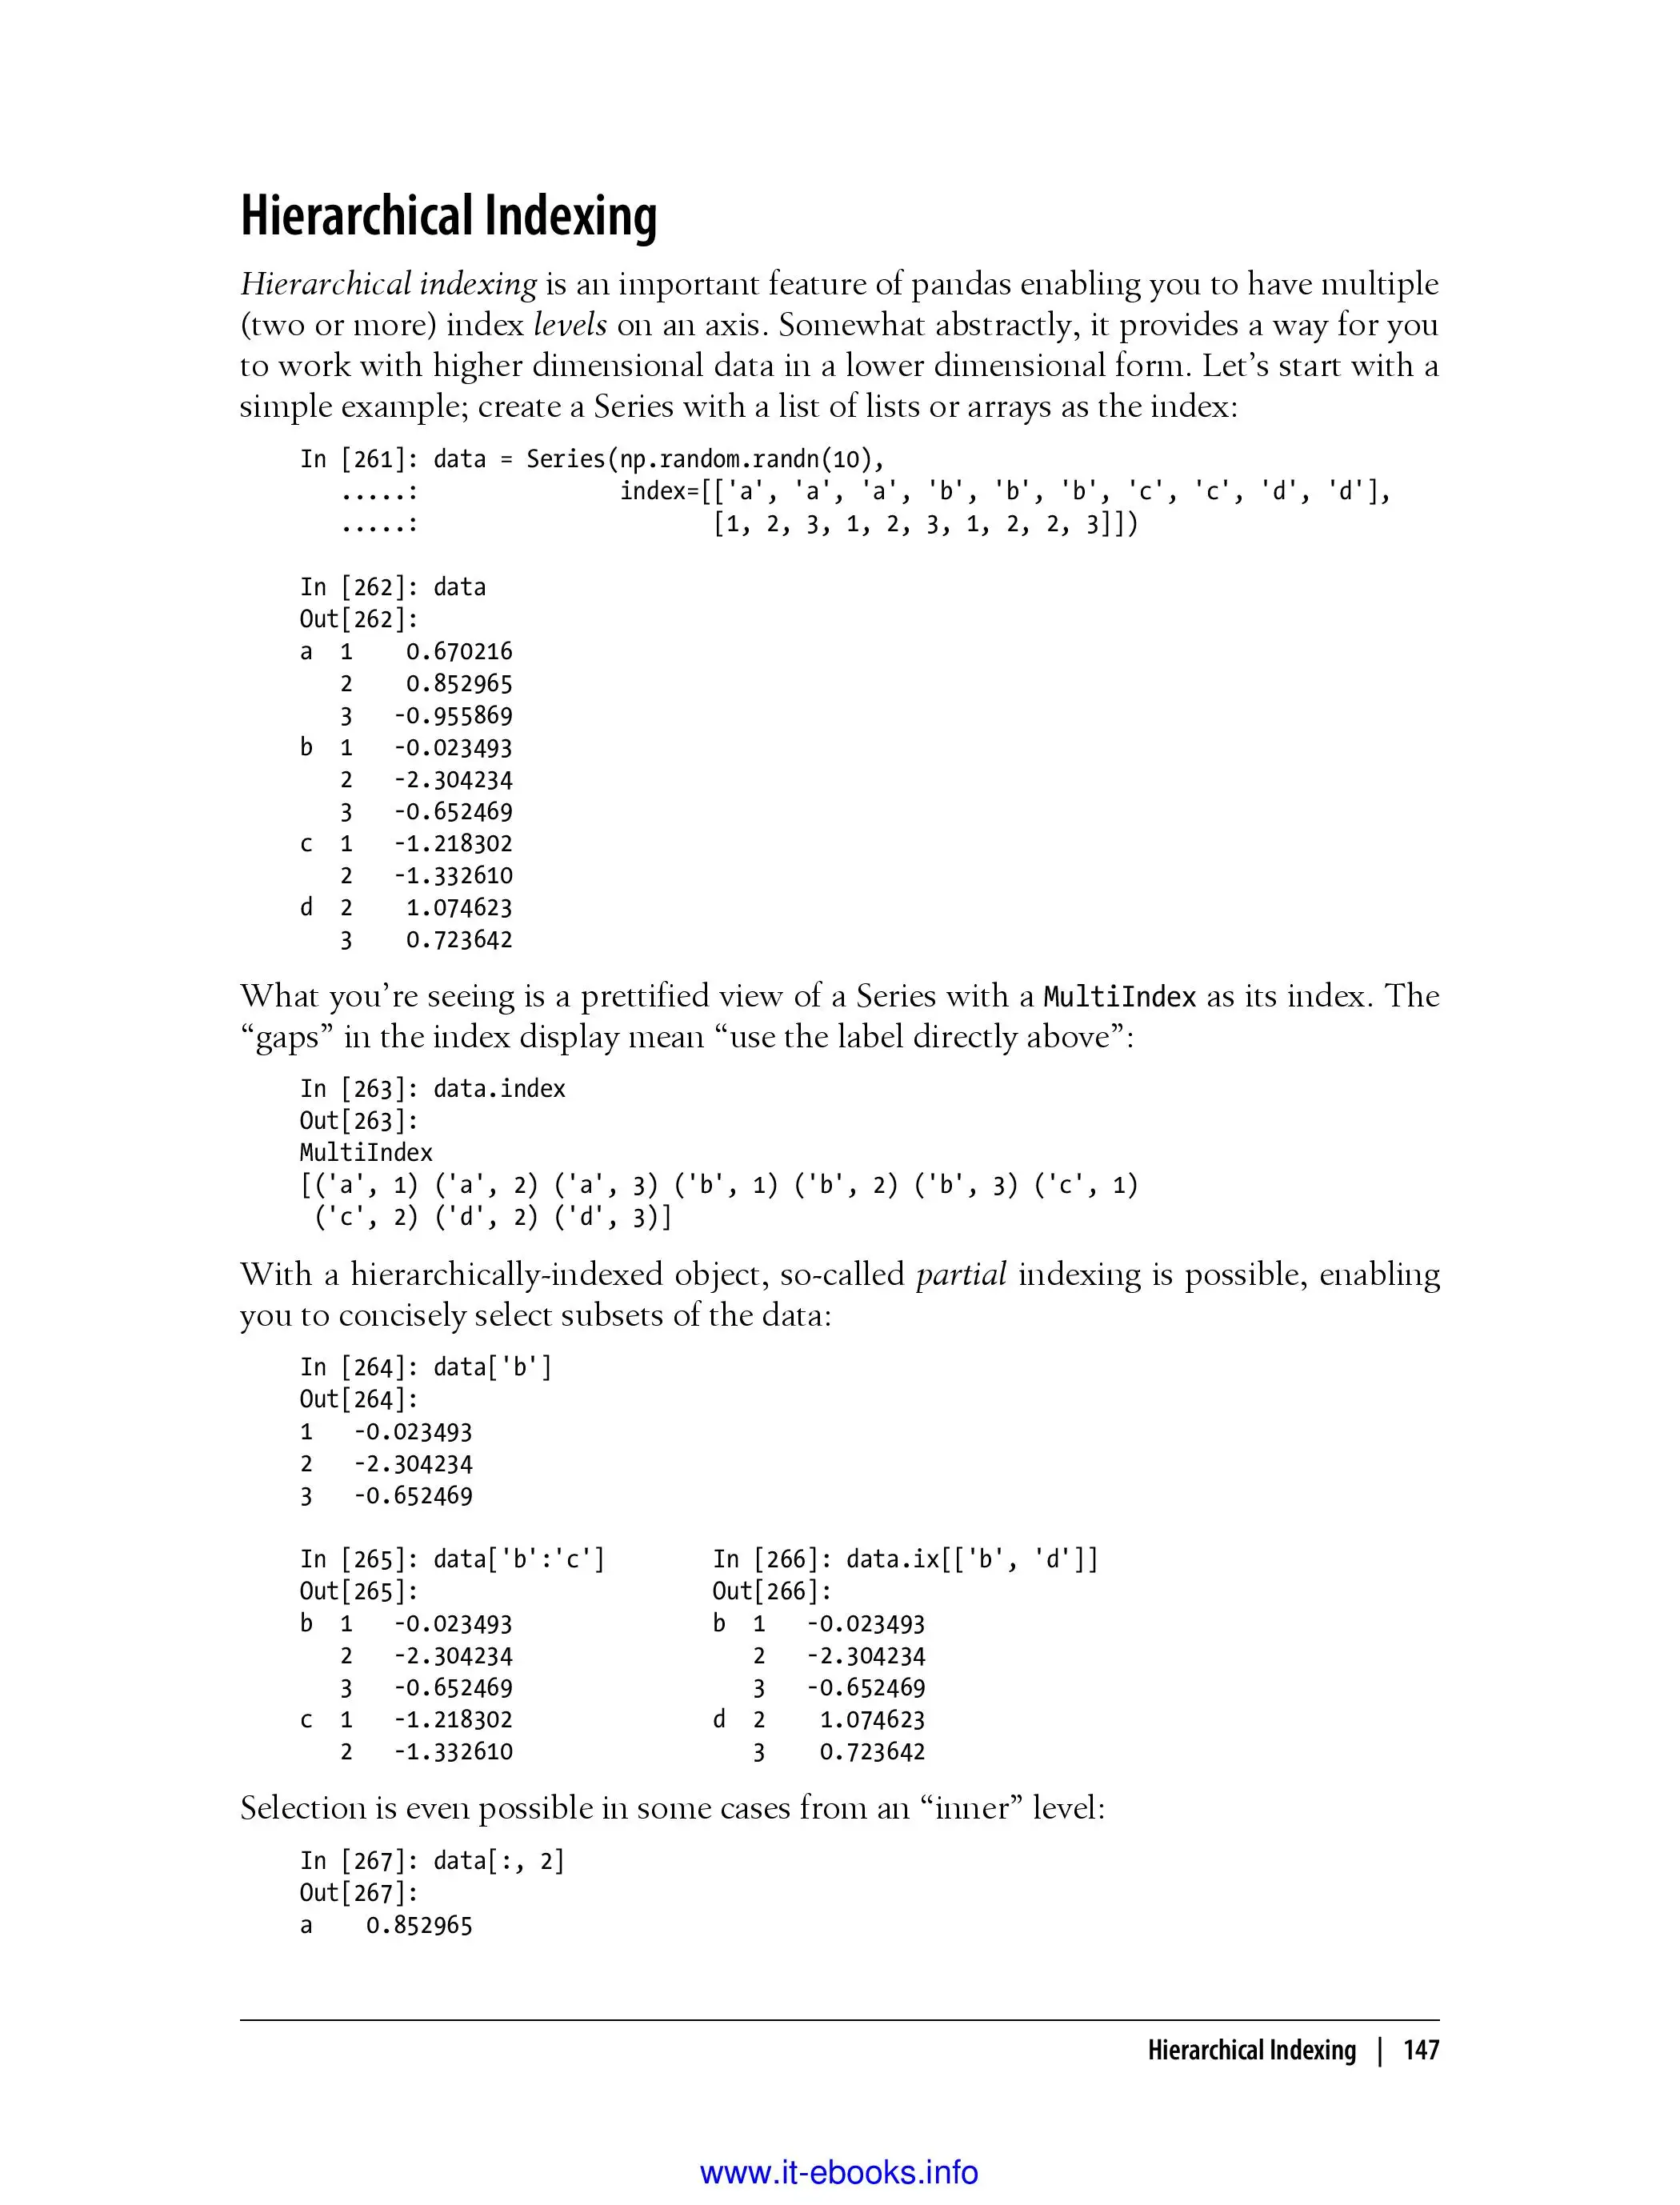 Hierarchical Indexing
Hierarchical indexing is an important feature of pandas enabling you to have multiple
(two or more) index levels on an axis. Somewhat abstractly, it provides a way for you
to work with higher dimensional data in a lower dimensional form. Let’s start with a
simple example; create a Series with a list of lists or arrays as the index:
In [261]: data = Series(np.random.randn(10),
   .....:               index=[['a', 'a', 'a', 'b', 'b', 'b', 'c', 'c', 'd', 'd'],
   .....:                      [1, 2, 3, 1, 2, 3, 1, 2, 2, 3]])
In [262]: data
Out[262]:
a  1    0.670216
   2    0.852965
   3   -0.955869
b  1   -0.023493
   2   -2.304234
   3   -0.652469
c  1   -1.218302
   2   -1.332610
d  2    1.074623
   3    0.723642
What you’re seeing is a prettified view of a Series with a MultiIndex as its index. The
“gaps” in the index display mean “use the label directly above”:
In [263]: data.index
Out[263]:
MultiIndex
[('a', 1) ('a', 2) ('a', 3) ('b', 1) ('b', 2) ('b', 3) ('c', 1)
 ('c', 2) ('d', 2) ('d', 3)]
With a hierarchically-indexed object, so-called partial indexing is possible, enabling
you to concisely select subsets of the data:
In [264]: data['b']
Out[264]:
1   -0.023493
2   -2.304234
3   -0.652469
In [265]: data['b':'c']        In [266]: data.ix[['b', 'd']]
Out[265]:                      Out[266]:
b  1   -0.023493               b  1   -0.023493
   2   -2.304234                  2   -2.304234
   3   -0.652469                  3   -0.652469
c  1   -1.218302               d  2    1.074623
   2   -1.332610                  3    0.723642
Selection is even possible in some cases from an “inner” level:
In [267]: data[:, 2]
Out[267]:
a    0.852965
Hierarchical Indexing | 147
www.it-ebooks.info